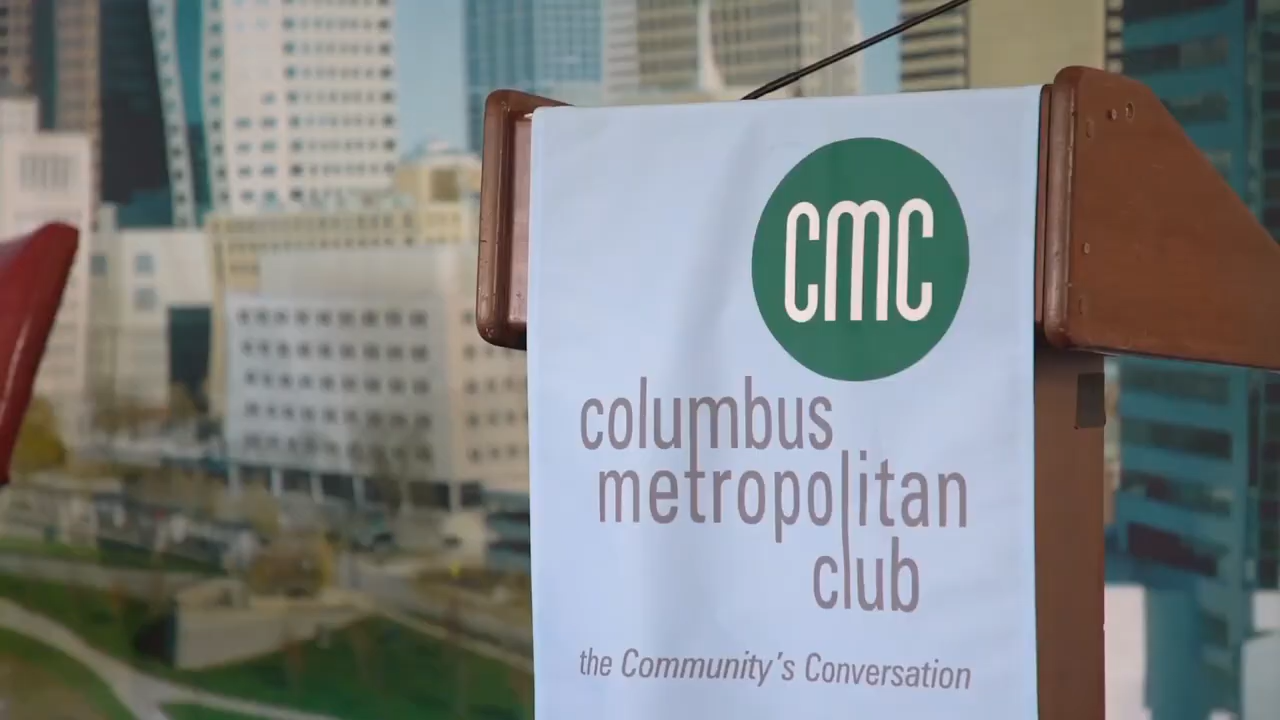 CMC
columbus
metropolitan
club
the Community's Conversation